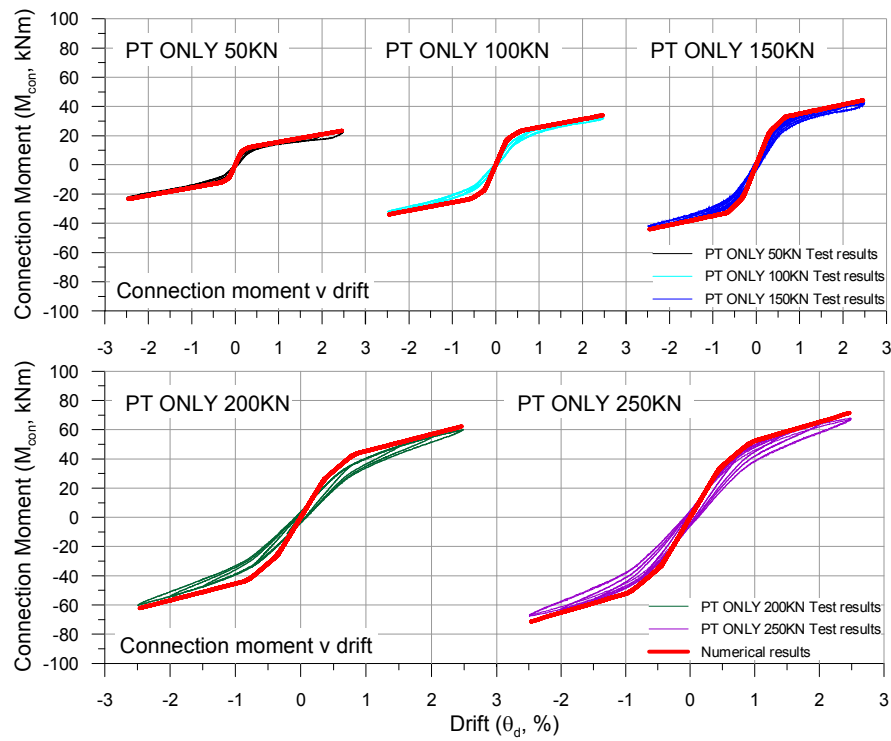 100
80
60
40
20
0
-20
-40
-60
-80
-100
Connection Moment (Mcon, kNm)
PT ONLY 50KN
PT ONLY 100KN
PT ONLY 150KN
PT ONLY 50KN Test results
PT ONLY 100KN Test results
PT ONLY 150KN Test results
Connection moment v drift
-3 -2 -1 0 1 2 3 -2 -1 0 1 2 3 -2 -1 0 1 2 3
100
80
60
40
20
0
-20
-40
-60
-80
-100
Connection Moment (Mcon, kNm)
PT ONLY 200KN
PT ONLY 250KN
PT ONLY 200KN Test results
PT ONLY 250KN Test results
Numerical results
Connection moment v drift
-3 -2 -1 0 1 2 3 -2 -1 0 1 2 3
Drift (θd, %)